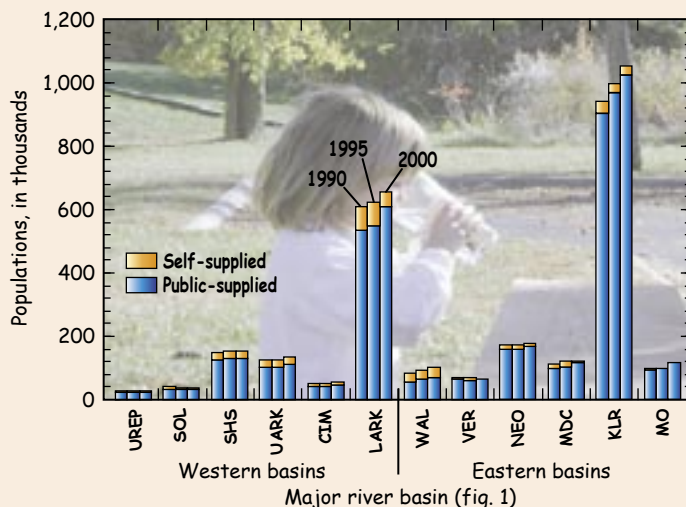 Populations, in thousands
1,200
1,000
800
600
400
200
0
1990
1995
2000
Self-supplied
Public-supplied
UREP
SOL
SHS
UARK
CIM
LARK
WAL
VER
NEO
MDC
KLR
MO
Western basins
Eastern basins
Major river basin (fig. 1)